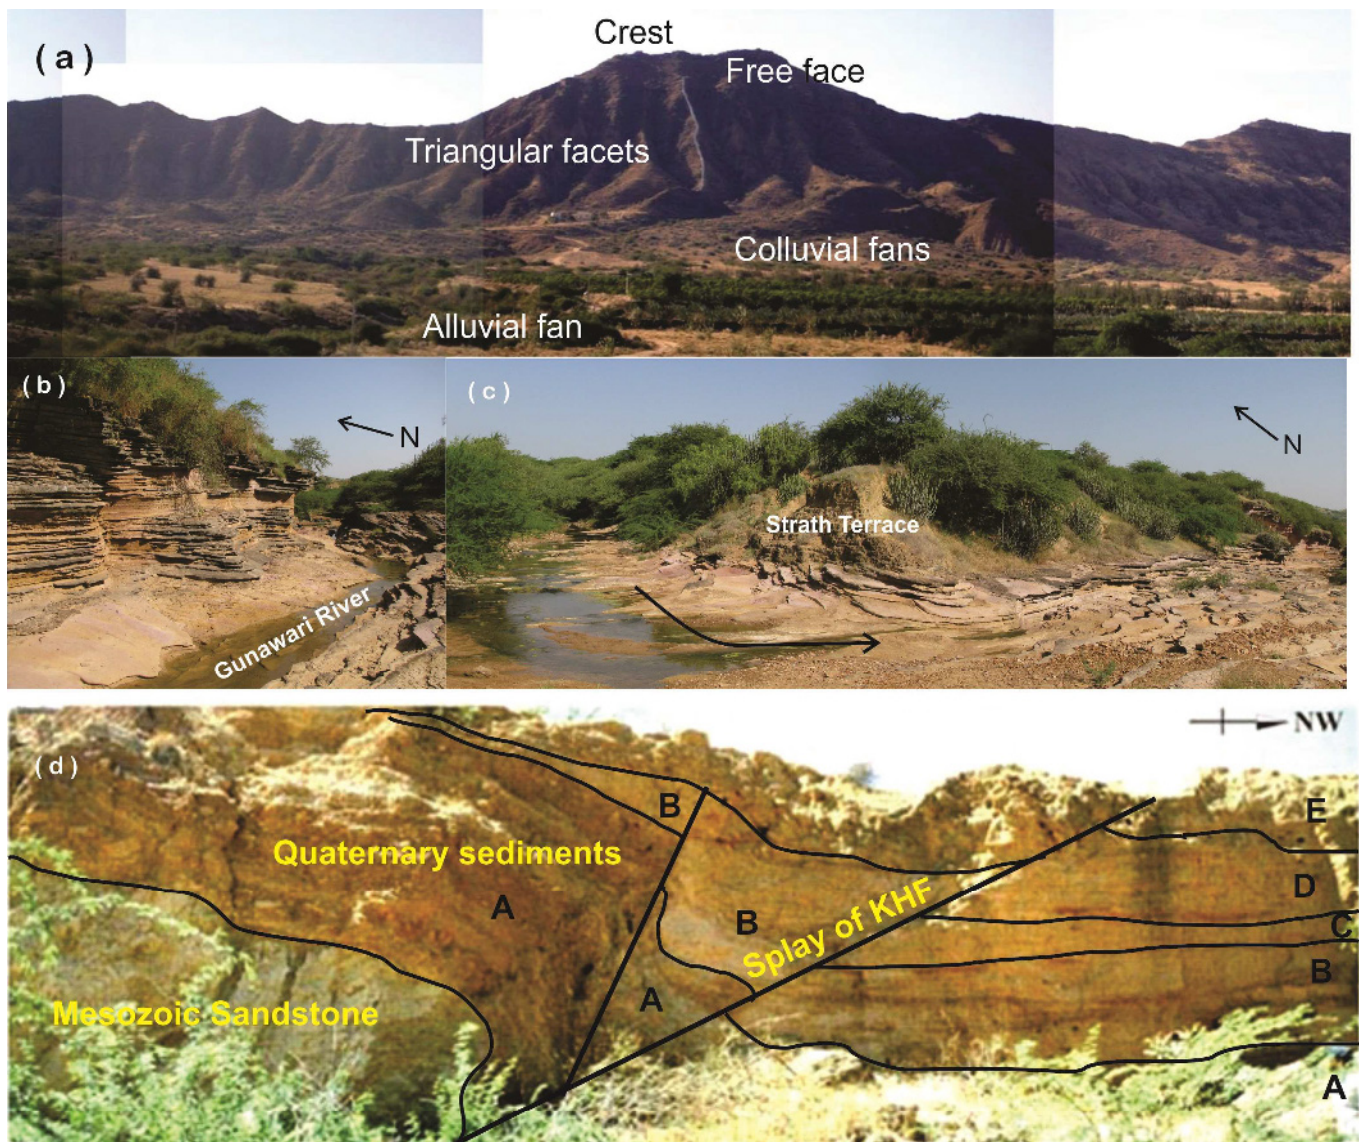 ( a )
Crest
Free face
Triangular facets
Colluvial fans
Alluvial fan
( b )
N
Gunawari River
( c )
N
Strath Terrace
( d )
NW
B
E
Quaternary sediments
A
D
B
Splay of KHF
C
B
A
Mesozoic Sandstone
A